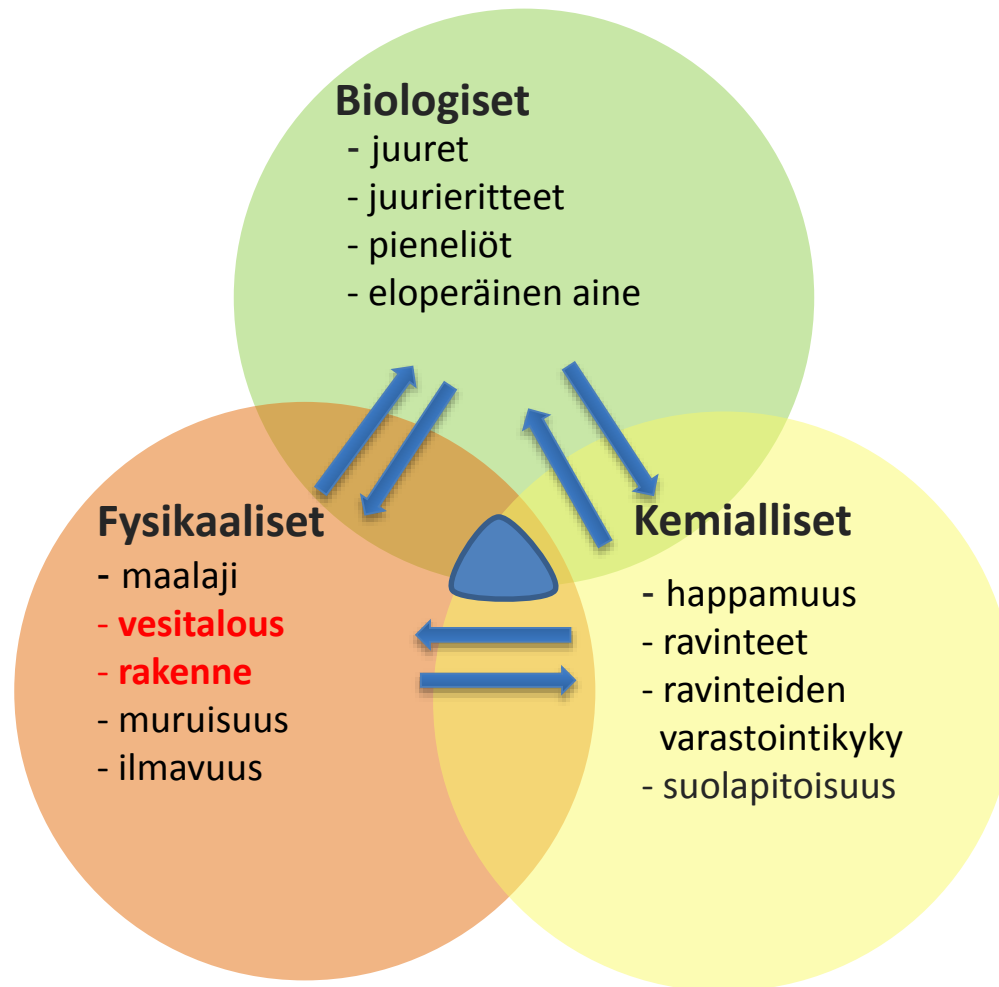 Biologiset
- juuret
- juurieritteet
- pieneliöt
- eloperäinen aine
Fysikaaliset
- maalaji
- vesitalous
- rakenne
- muruisuus
- ilmavuus
Kemialliset
- happamuus
- ravinteet
- ravinteiden
varastointikyky
- suolapitoisuus